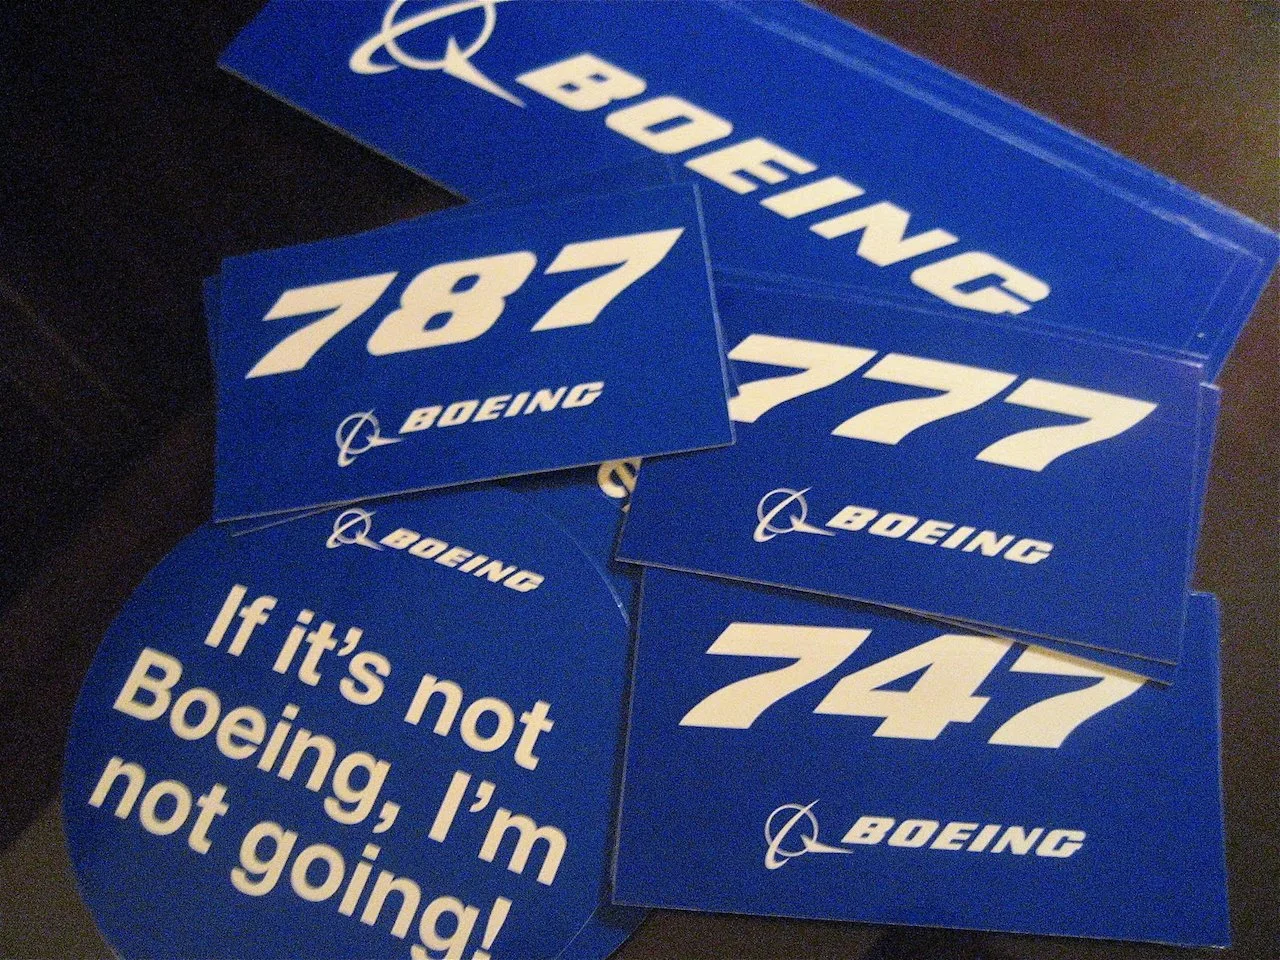 BOEING
787
BOEING
777
BOEING
BOEING
If it's not
Boeing, I'm
not going!
747
BOEING